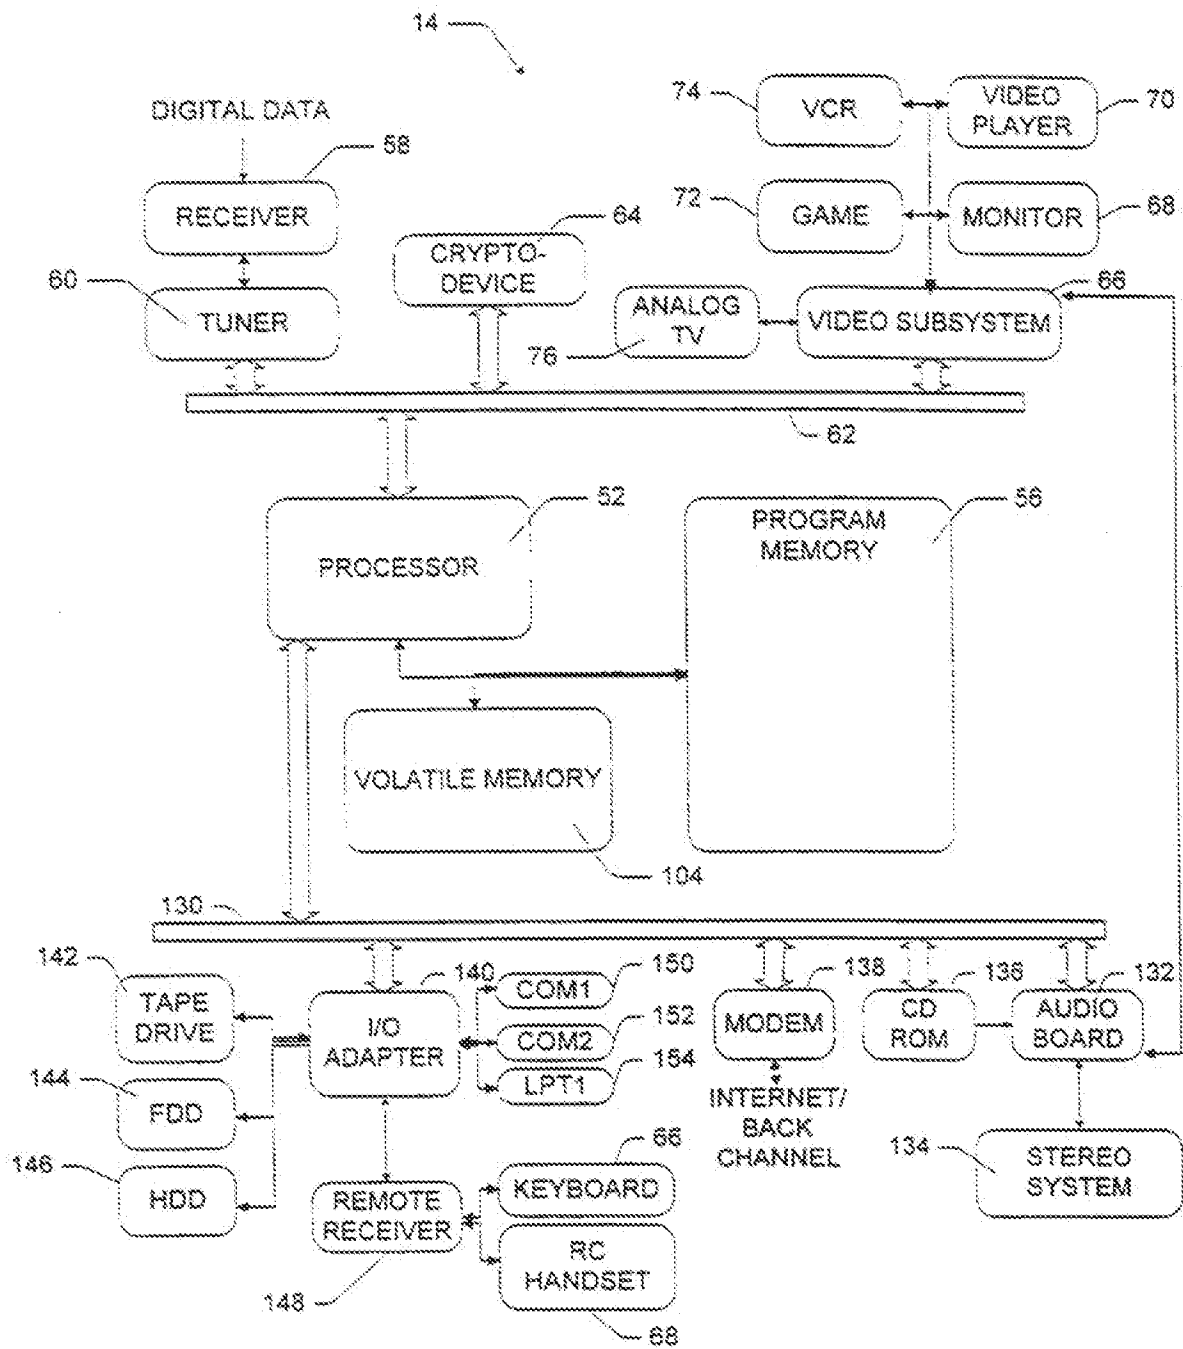 14
DIGITAL DATA
58
RECEIVER
60
TUNER
64
CRYPTO-
DEVICE
74
VCR
VIDEO
PLAYER
70
72
GAME
MONITOR
68
ANALOG
TV
76
66
VIDEO SUBSYSTEM
62
52
PROCESSOR
PROGRAM
MEMORY
56
VOLATILE MEMORY
104
130
142
TAPE
DRIVE
144
FDD
146
HDD
140
I/O
ADAPTER
COM1
150
COM2
152
LPT1
154
138
MODEM
INTERNET/
BACK
CHANNEL
136
CD
ROM
132
AUDIO
BOARD
134
STEREO
SYSTEM
REMOTE
RECEIVER
148
66
KEYBOARD
RC
HANDSET
68